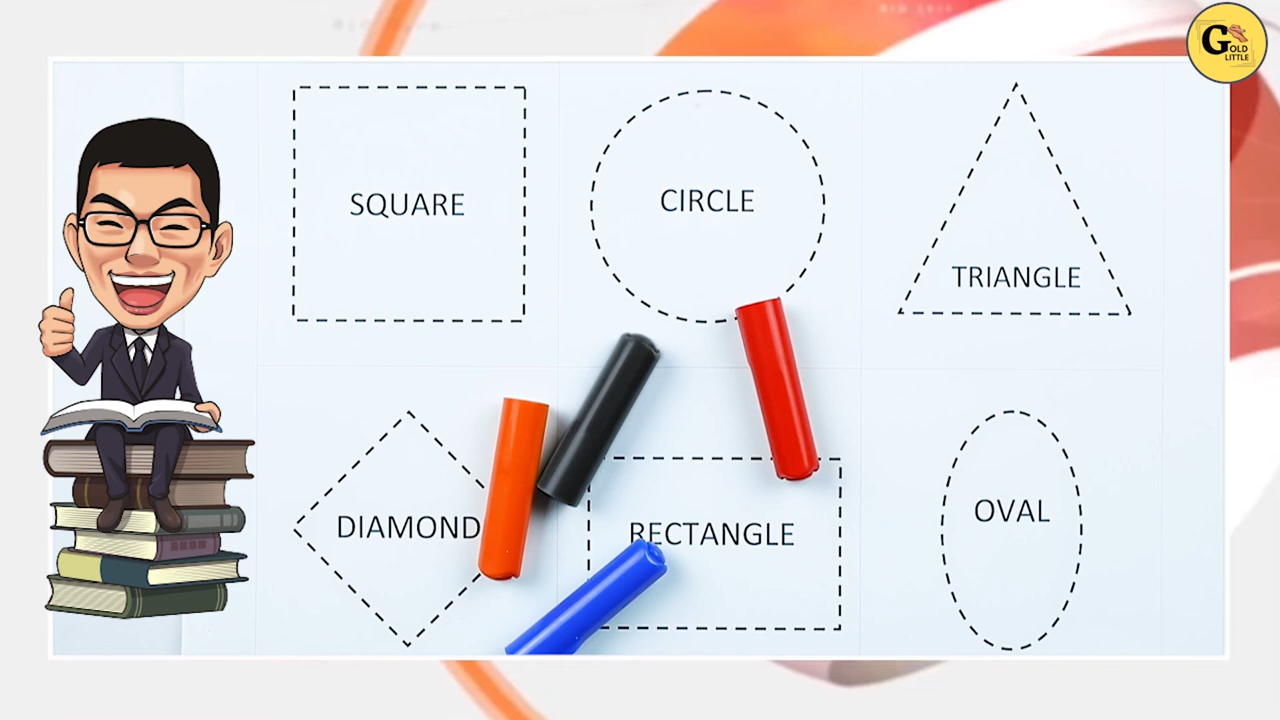 GOLD
LITTLE
SQUARE
CIRCLE
TRIANGLE
DIAMOND
RECTANGLE
OVAL